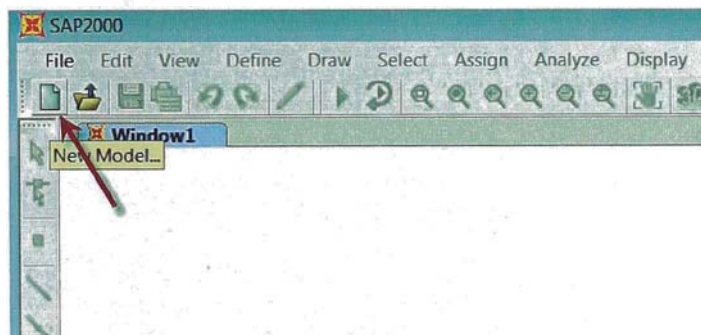 SAP2000
File Edit View Define Draw Select Assign Analyze Display
Window1
New Model...